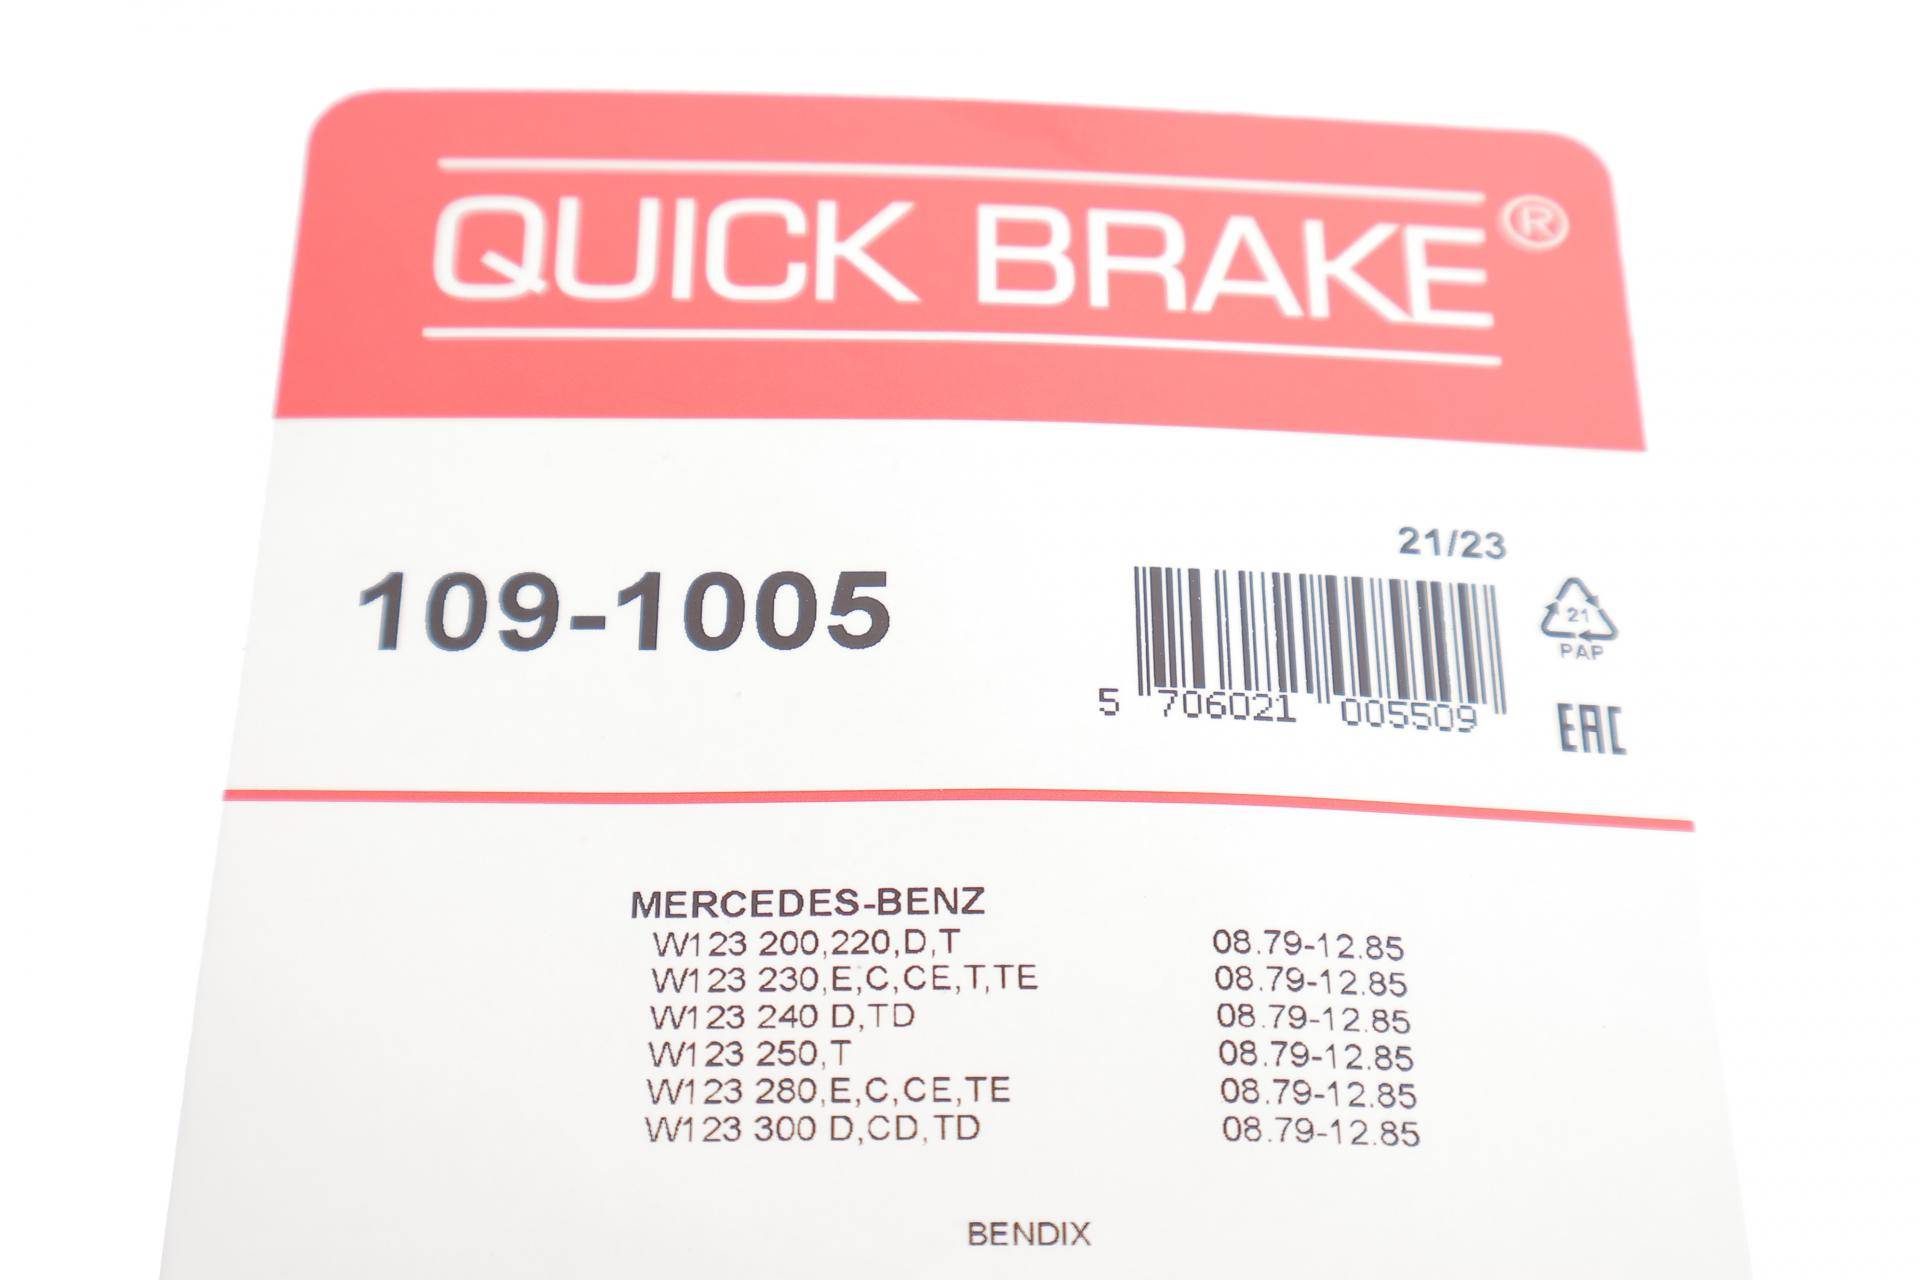 QUICK BRAKE®
21/23
109-1005
21
PAP
5 706021 005509
EAC
MERCEDES-BENZ
W123 200,220,D,T 08.79-12.85
W123 230,E,C,CE,T,TE 08.79-12.85
W123 240 D,TD 08.79-12.85
W123 250,T 08.79-12.85
W123 280,E,C,CE,TE 08.79-12.85
W123 300 D,CD,TD 08.79-12.85
BENDIX